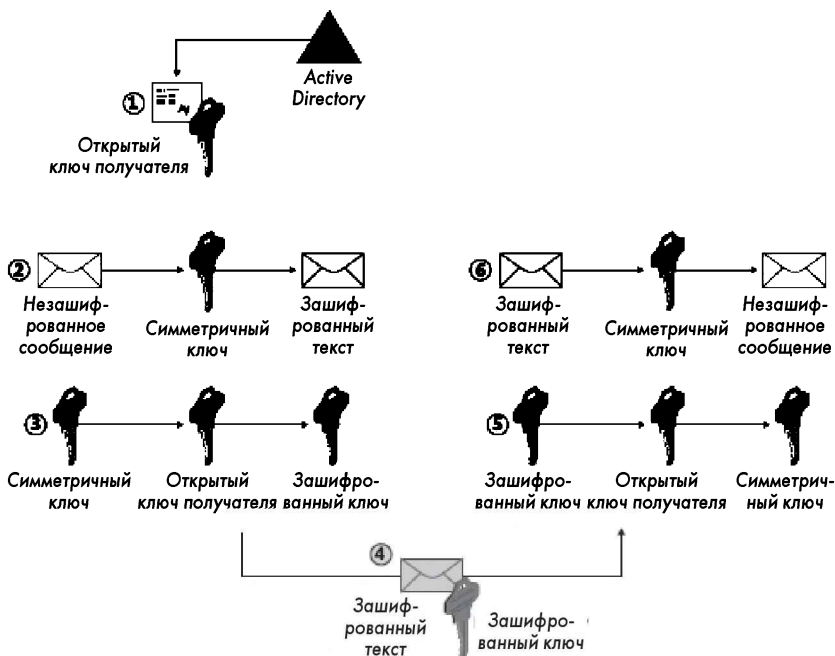 Active
Directory
1
Открытый
ключ получателя
2
Незашиф-
рованное
сообщение
Симметричный
ключ
Зашиф-
рованный
текст
3
Симметричный
ключ
Открытый
ключ получателя
Зашифро-
ванный ключ
4
Зашиф-
рованный
текст
Зашифро-
ванный ключ
5
Зашифро-
ванный ключ
Открытый
ключ получателя
Симметрич-
ный ключ
6
Зашиф-
рованный
текст
Симметричный
ключ
Незашиф-
рованное
сообщение